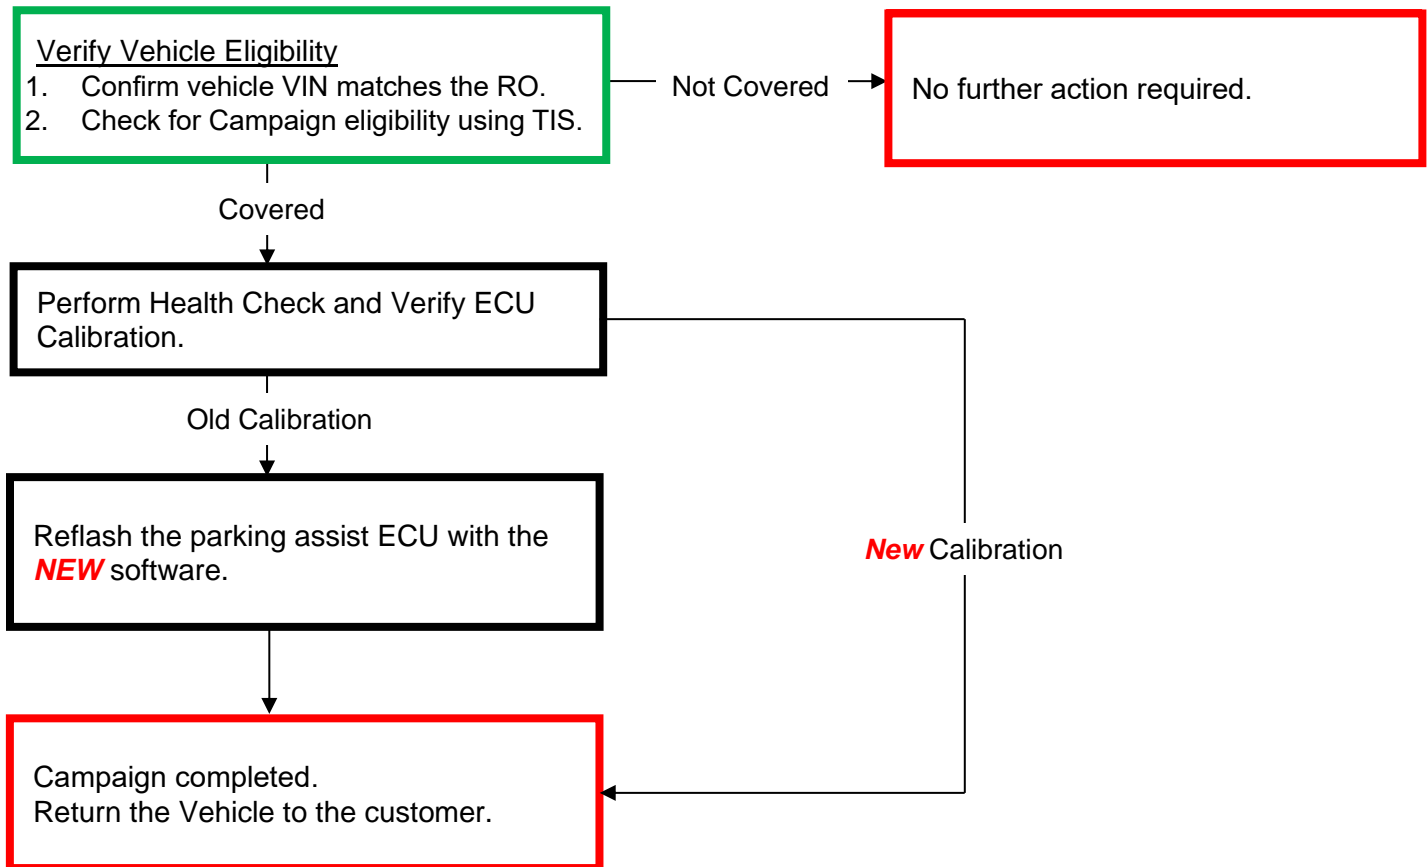 Verify Vehicle Eligibility
1. Confirm vehicle VIN matches the RO.
2. Check for Campaign eligibility using TIS.
Not Covered
No further action required.
Covered
Perform Health Check and Verify ECU
Calibration.
Old Calibration
Reflash the parking assist ECU with the
NEW software.
New Calibration
Campaign completed.
Return the Vehicle to the customer.